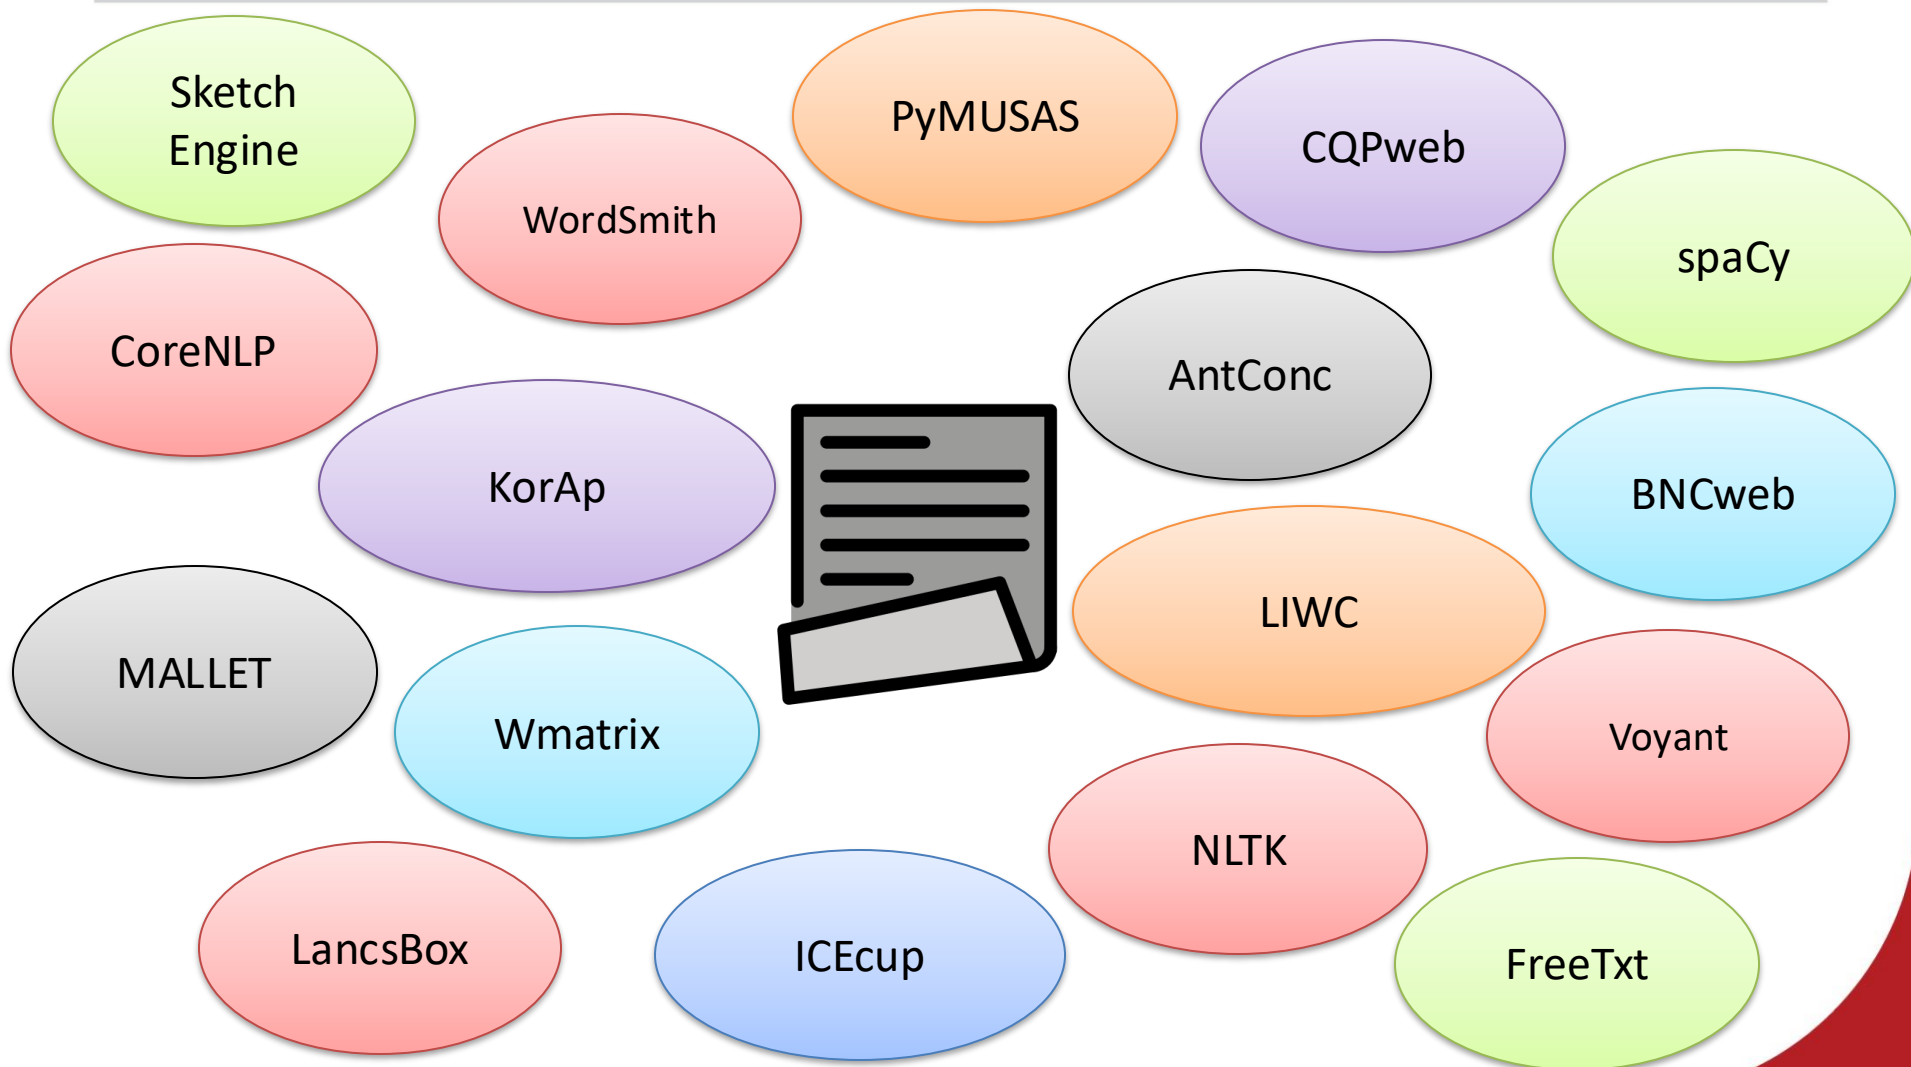 Sketch
Engine
PyMUSAS
CQPweb
WordSmith
spaCy
CoreNLP
AntConc
KorAp
BNCweb
LIWC
MALLET
Wmatrix
Voyant
NLTK
LancsBox
ICEcup
FreeTxt